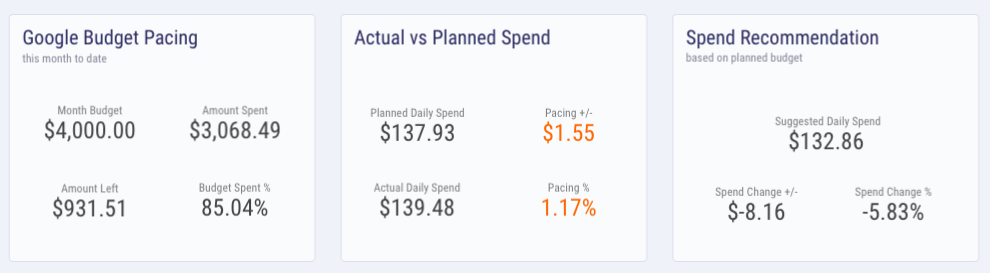 Google Budget Pacing
this month to date
Month Budget
$4,000.00
Amount Spent
$3,068.49
Amount Left
$931.51
Budget Spent %
85.04%
Actual vs Planned Spend
Planned Daily Spend
$137.93
Pacing +/-
$1.55
Actual Daily Spend
$139.48
Pacing %
1.17%
Spend Recommendation
based on planned budget
Suggested Daily Spend
$132.86
Spend Change +/-
$-8.16
Spend Change %
-5.83%